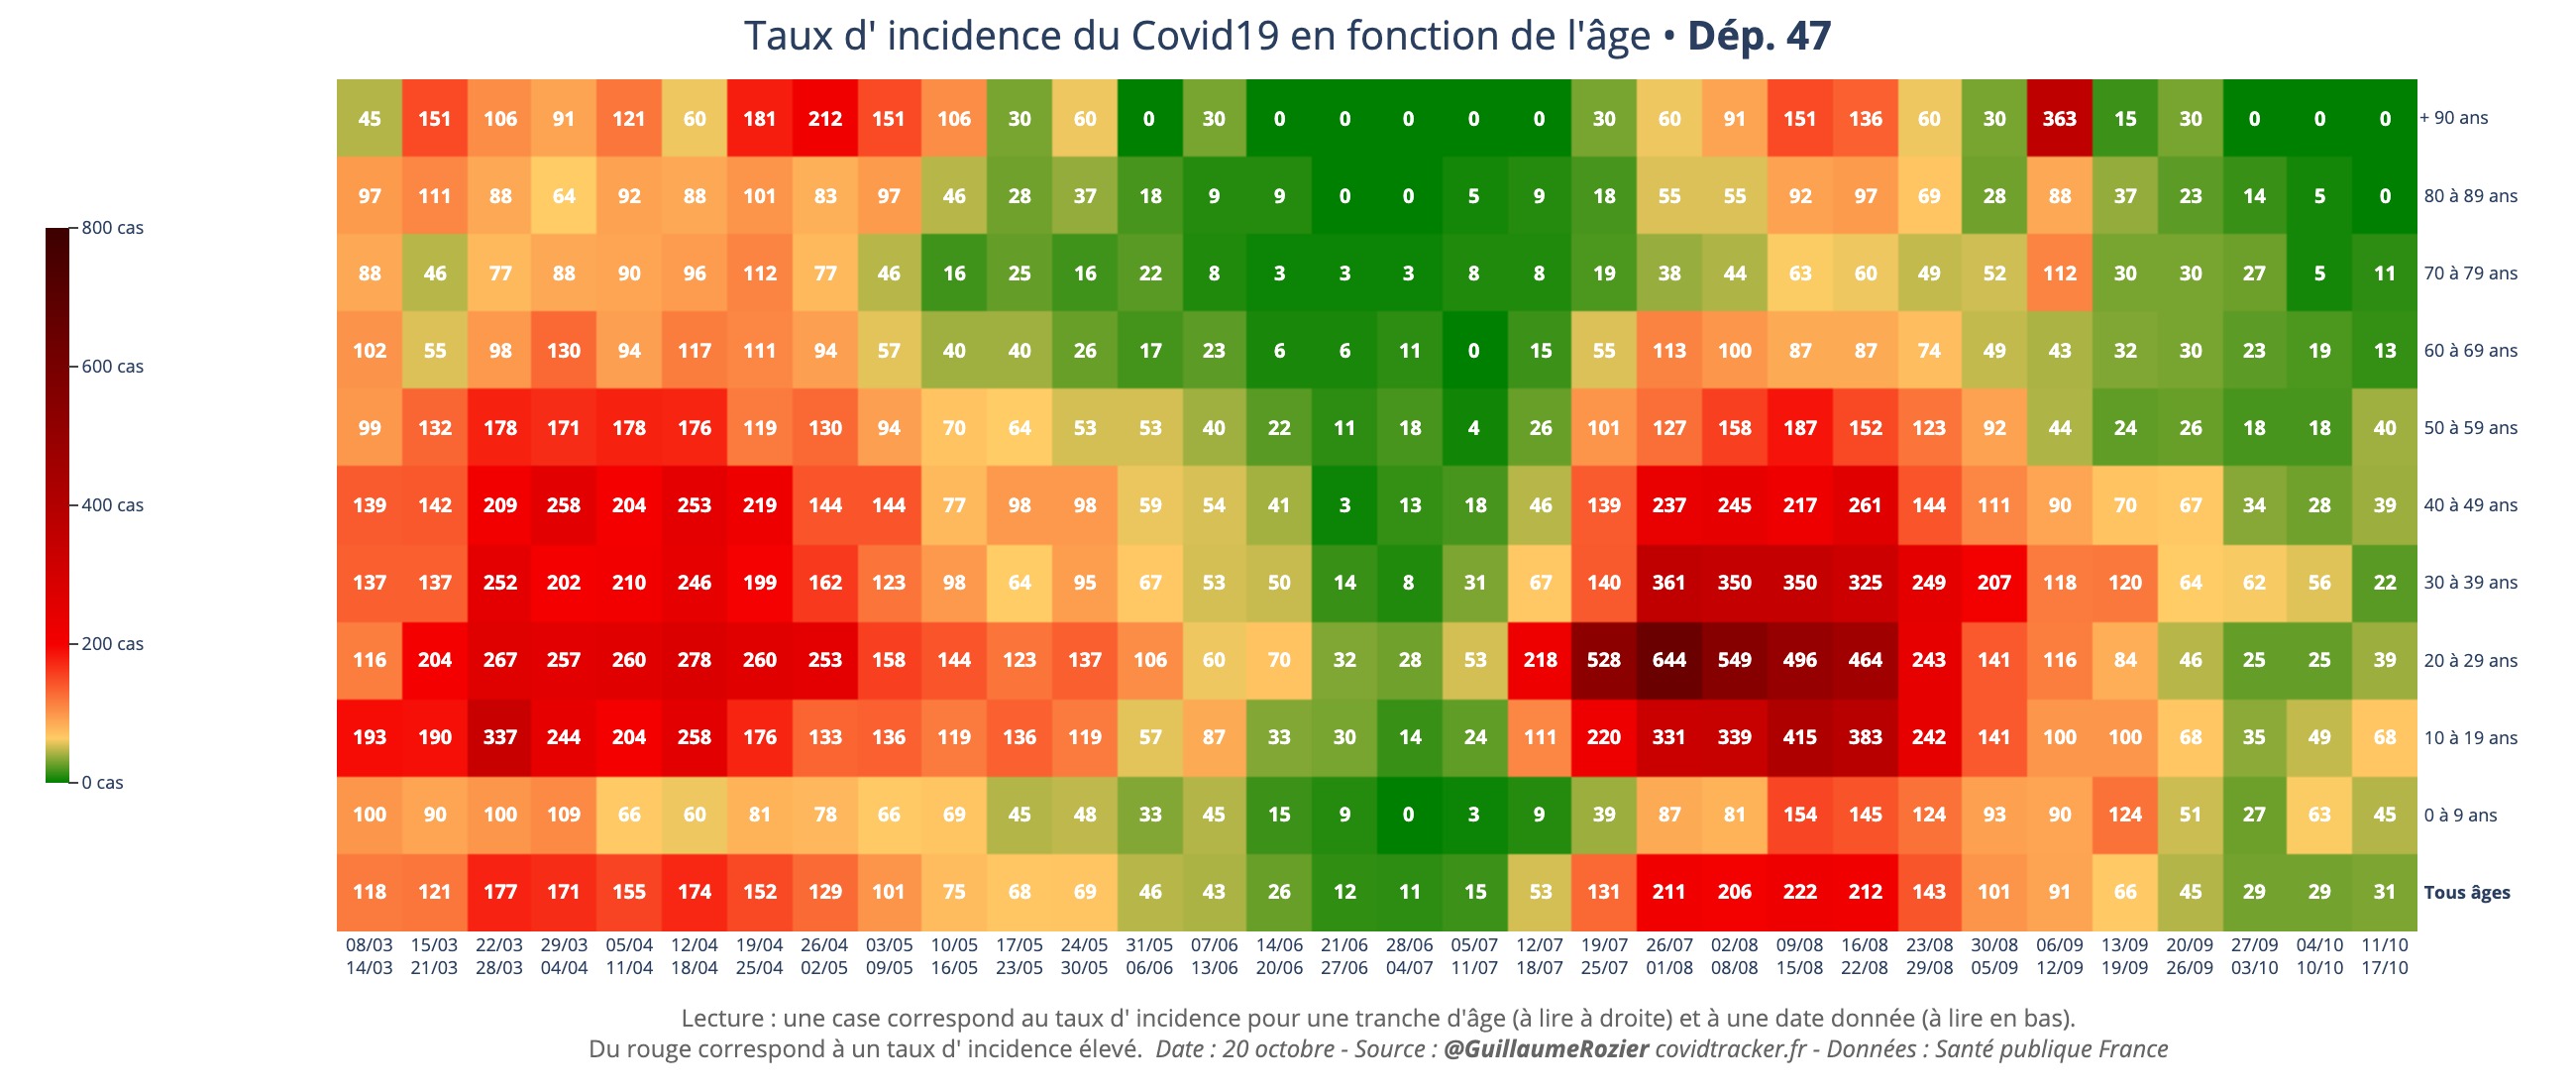 Taux d' incidence du Covid19 en fonction de l'âge • Dép. 47
800 cas
600 cas
400 cas
200 cas
0 cas
45 151 106 91 121 60 181 212 151 106 30 60 0 30 0 0 0 0 0 30 60 91 151 136 60 30 363 15 30 0 0 0 + 90 ans
97 111 88 64 92 88 101 83 97 46 28 37 18 9 9 0 0 5 9 18 55 55 92 97 69 28 88 37 23 14 5 0 80 à 89 ans
88 46 77 88 90 96 112 77 46 16 25 16 22 8 3 3 3 8 8 19 38 44 63 60 49 52 112 30 30 27 5 11 70 à 79 ans
102 55 98 130 94 117 111 94 57 40 40 26 17 23 6 6 11 0 15 55 113 100 87 87 74 49 43 32 30 23 19 13 60 à 69 ans
99 132 178 171 178 176 119 130 94 70 64 53 53 40 22 11 18 4 26 101 127 158 187 152 123 92 44 24 26 18 18 40 50 à 59 ans
139 142 209 258 204 253 219 144 144 77 98 98 59 54 41 3 13 18 46 139 237 245 217 261 144 111 90 70 67 34 28 39 40 à 49 ans
137 137 252 202 210 246 199 162 123 98 64 95 67 53 50 14 8 31 67 140 361 350 350 325 249 207 118 120 64 62 56 22 30 à 39 ans
116 204 267 257 260 278 260 253 158 144 123 137 106 60 70 32 28 53 218 528 644 549 496 464 243 141 116 84 46 25 25 39 20 à 29 ans
193 190 337 244 204 258 176 133 136 119 136 119 57 87 33 30 14 24 111 220 331 339 415 383 242 141 100 100 68 35 49 68 10 à 19 ans
100 90 100 109 66 60 81 78 66 69 45 48 33 45 15 9 0 3 9 39 87 81 154 145 124 93 90 124 51 27 63 45 0 à 9 ans
118 121 177 171 155 174 152 129 101 75 68 69 46 43 26 12 11 15 53 131 211 206 222 212 143 101 91 66 45 29 29 31 Tous âges
08/03 15/03 22/03 29/03 05/04 12/04 19/04 26/04 03/05 10/05 17/05 24/05 31/05 07/06 14/06 21/06 28/06 05/07 12/07 19/07 26/07 02/08 09/08 16/08 23/08 30/08 06/09 13/09 20/09 27/09 04/10 11/10
14/03 21/03 28/03 04/04 11/04 18/04 25/04 02/05 09/05 16/05 23/05 30/05 06/06 13/06 20/06 27/06 04/07 11/07 18/07 25/07 01/08 08/08 15/08 22/08 29/08 05/09 12/09 19/09 26/09 03/10 10/10 17/10
Lecture : une case correspond au taux d' incidence pour une tranche d'âge (à lire à droite) et à une date donnée (à lire en bas).
Du rouge correspond à un taux d' incidence élevé. Date : 20 octobre - Source : @GuillaumeRozier covidtracker.fr - Données : Santé publique France